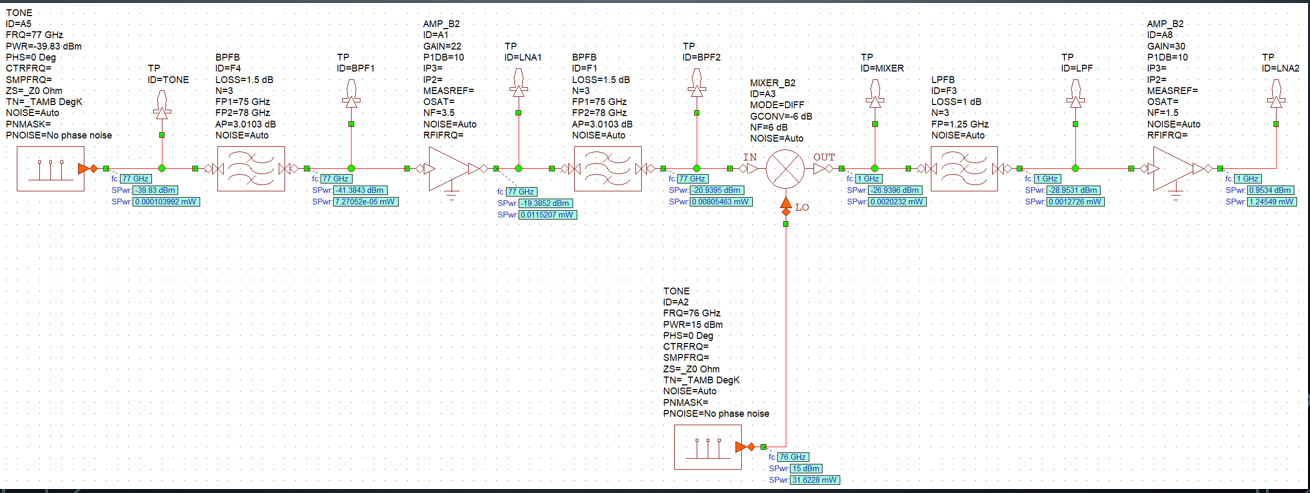 TONE
ID=A5
FRQ=77 GHz
PWR=-39.83 dBm
PHS=0 Deg
CTRFRQ=
SMPFRQ=
ZS=_Z0 Ohm
TN=_TAMB DegK
NOISE=Auto
PNMASK=
PNOISE=No phase noise
fc: 77 GHz
SPwr: -39.83 dBm
SPwr: 0.000103992 mW
TP
ID=TONE
BPFB
ID=F4
LOSS=1.5 dB
N=3
FP1=75 GHz
FP2=78 GHz
AP=3.0103 dB
NOISE=Auto
fc: 77 GHz
SPwr: -41.3843 dBm
SPwr: 7.27052e-05 mW
TP
ID=BPF1
AMP_B2
ID=A1
GAIN=22
P1DB=10
IP3=
IP2=
MEASREF=
OSAT=
NF=3.5
NOISE=Auto
RFIFRQ=
fc: 77 GHz
SPwr: -19.3852 dBm
SPwr: 0.0115207 mW
TP
ID=LNA1
BPFB
ID=F1
LOSS=1.5 dB
N=3
FP1=75 GHz
FP2=78 GHz
AP=3.0103 dB
NOISE=Auto
fc: 77 GHz
SPwr: -20.9395 dBm
SPwr: 0.00805463 mW
TP
ID=BPF2
MIXER_B2
ID=A3
MODE=DIFF
GCONV=-6 dB
NF=6 dB
NOISE=Auto
IN
OUT
LO
fc: 1 GHz
SPwr: -26.9396 dBm
SPwr: 0.0020232 mW
TP
ID=MIXER
LPFB
ID=F3
LOSS=1 dB
N=3
FP=1.25 GHz
AP=3.0103 dB
NOISE=Auto
fc: 1 GHz
SPwr: -28.9531 dBm
SPwr: 0.0012726 mW
TP
ID=LPF
AMP_B2
ID=A8
GAIN=30
P1DB=10
IP3=
IP2=
MEASREF=
OSAT=
NF=1.5
NOISE=Auto
RFIFRQ=
fc: 1 GHz
SPwr: 0.9534 dBm
SPwr: 1.24549 mW
TP
ID=LNA2
TONE
ID=A2
FRQ=76 GHz
PWR=15 dBm
PHS=0 Deg
CTRFRQ=
SMPFRQ=
ZS=_Z0 Ohm
TN=_TAMB DegK
NOISE=Auto
PNMASK=
PNOISE=No phase noise
fc: 76 GHz
SPwr: 15 dBm
SPwr: 31.6228 mW